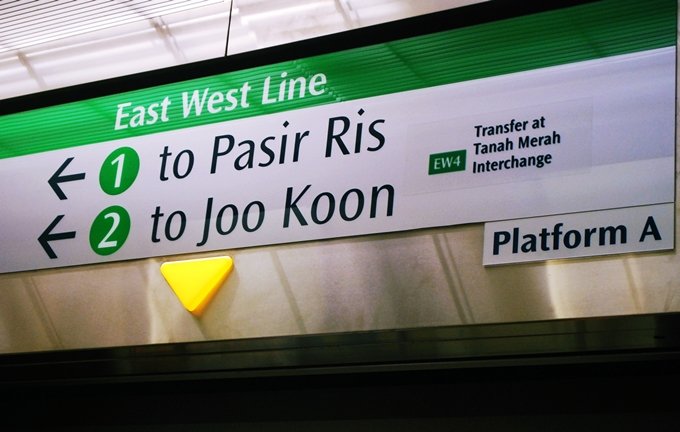 East West Line
← 1 to Pasir Ris
← 2 to Joo Koon
EW4
Transfer at
Tanah Merah
Interchange
Platform A